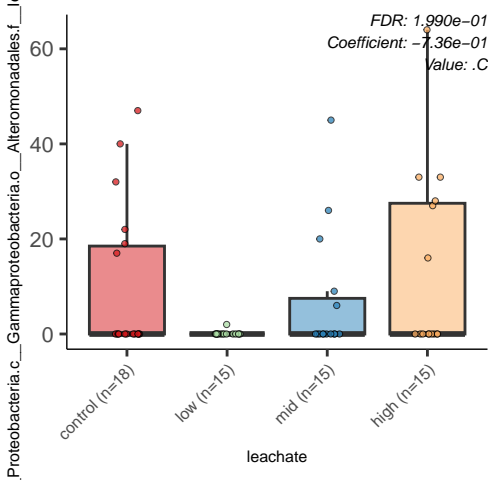 FDR: 1.990e−01
Coefficient: −7.36e−01
Value: .C
_Proteobacteria.c__Gammaproteobacteria.o__Alteromonadales.f__
60
40
20
0
control (n=18)
low (n=15)
mid (n=15)
high (n=15)
leachate